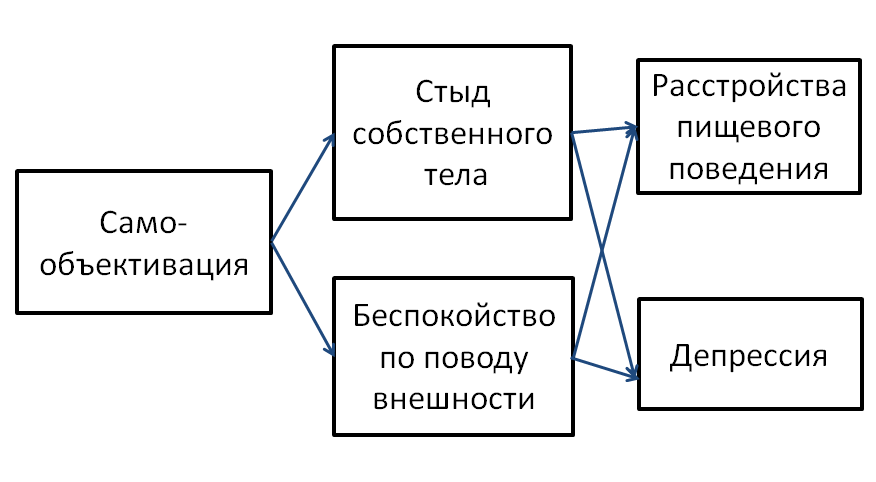 Само-
объективация
Стыд
собственного
тела
Беспокойство
по поводу
внешности
Расстройства
пищевого
поведения
Депрессия